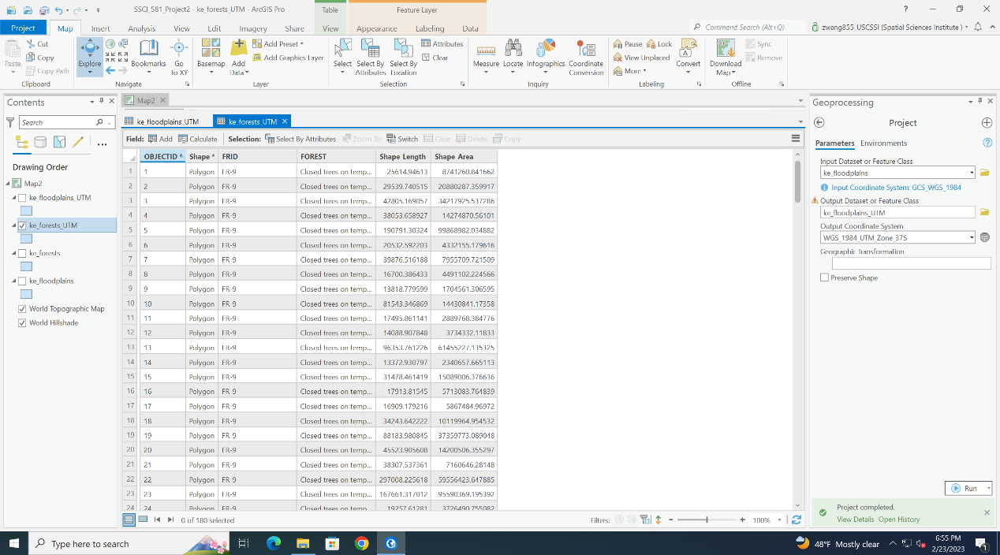 SSCI_581_Project2 - ke_forests_UTM - ArcGIS Pro
Table
Feature Layer
?
Project
Map
Insert
Analysis
View
Edit
Imagery
Share
View
Appearance
Labeling
Data
Command Search (Alt+Q)
zwang855_USCSSI (Spatial Sciences Institute)
Paste
Cut
Copy
Copy Path
Clipboard
Explore
Bookmarks
Go To XY
Navigate
Basemap
Add Data
Add Preset
Add Graphics Layer
Layer
Select
Select By Attributes
Select By Location
Attributes
Clear
Selection
Measure
Locate
Infographics
Coordinate Conversion
Inquiry
Pause
Lock
View Unplaced
More
Convert
Labeling
Download Map
Sync
Remove
Offline
Contents
Search
Drawing Order
Map2
ke_floodplains_UTM
ke_forests_UTM
ke_forests
ke_floodplains
World Topographic Map
World Hillshade
Map2
ke_floodplains_UTM
ke_forests_UTM
Field: Add Calculate Selection: Select By Attributes Zoom To Switch Clear Delete Copy
OBJECTID * Shape * FRID FOREST Shape Length Shape Area
1 1 Polygon FR-9 Closed trees on temp... 25614.94613 8741260.841662
2 2 Polygon FR-9 Closed trees on temp... 29539.740515 20880287.359917
3 3 Polygon FR-9 Closed trees on temp... 42805.169057 34217925.537286
4 4 Polygon FR-9 Closed trees on temp... 38053.658927 14274870.56101
5 5 Polygon FR-9 Closed trees on temp... 190791.30324 99868982.034882
6 6 Polygon FR-9 Closed trees on temp... 20532.592203 4332155.179616
7 7 Polygon FR-9 Closed trees on temp... 39876.516188 7955709.721509
8 8 Polygon FR-9 Closed trees on temp... 16700.386433 4491102.224566
9 9 Polygon FR-9 Closed trees on temp... 13818.779599 1704561.306595
10 10 Polygon FR-9 Closed trees on temp... 81543.346869 14430841.17358
11 11 Polygon FR-9 Closed trees on temp... 17495.861141 2889768.384776
12 12 Polygon FR-9 Closed trees on temp... 14088.907848 3734332.11833
13 13 Polygon FR-9 Closed trees on temp... 96353.761226 61455227.135325
14 14 Polygon FR-9 Closed trees on temp... 13372.930797 2340657.665113
15 15 Polygon FR-9 Closed trees on temp... 31478.461419 15089006.376636
16 16 Polygon FR-9 Closed trees on temp... 17913.81545 5713083.764839
17 17 Polygon FR-9 Closed trees on temp... 16909.179216 5867484.96972
18 18 Polygon FR-9 Closed trees on temp... 34243.642222 10119964.954532
19 19 Polygon FR-9 Closed trees on temp... 88183.980845 37359773.089048
20 20 Polygon FR-9 Closed trees on temp... 45523.905608 14200506.355297
21 21 Polygon FR-9 Closed trees on temp... 38307.537361 7160646.28148
22 22 Polygon FR-9 Closed trees on temp... 297008.225618 59556423.647885
23 23 Polygon FR-9 Closed trees on temp... 167661.317012 95590369.195392
24 24 Polygon FR-9 Closed trees on temp... 19257.61281 3726490.755082
0 of 180 selected
Filters:
100%
Geoprocessing
Project
Parameters Environments
Input Dataset or Feature Class
ke_floodplains
Input Coordinate System: GCS_WGS_1984
Output Dataset or Feature Class
ke_floodplains_UTM
Output Coordinate System
WGS_1984_UTM_Zone_37S
Geographic Transformation
Preserve Shape
Run
Project completed.
View Details Open History
Type here to search
48°F Mostly clear
6:55 PM
2/23/2023
1